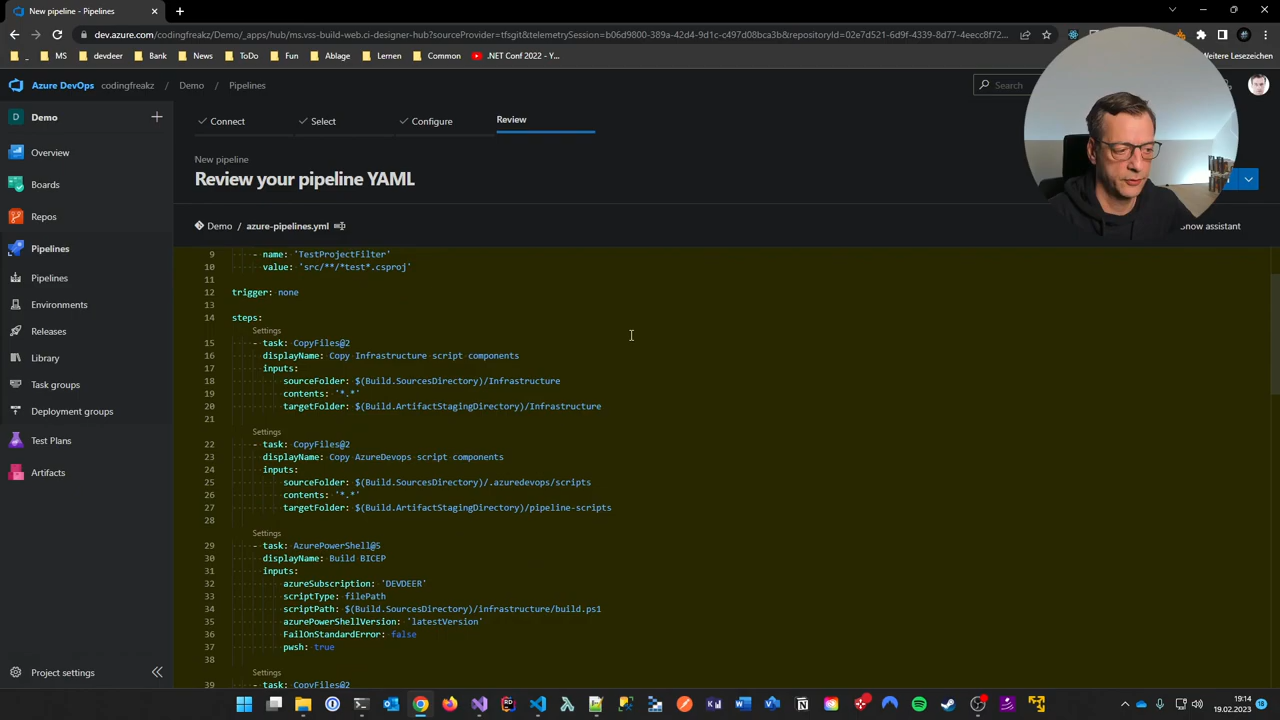 New pipeline - Pipelines
dev.azure.com/codingfreakz/Demo/_apps/hub/ms.vss-build-web.ci-designer-hub?sourceProvider=tfsgit&telemetrySession=b06d9800-389a-42d4-9d1c-c497d08bca3b&repositoryId=02e7d521-6d9f-4339-8d77-4eecc8f72...
MS devdeer Bank News ToDo Fun Ablage Lernen Common .NET Conf 2022 - Y... Weitere Lesezeichen
Azure DevOps codingfreakz / Demo / Pipelines
Search
D Demo
Overview
Boards
Repos
Pipelines
Pipelines
Environments
Releases
Library
Task groups
Deployment groups
Test Plans
Artifacts
Project settings
Connect Select Configure Review
New pipeline
Review your pipeline YAML
Demo / azure-pipelines.yml
Show assistant
9 - name: 'TestProjectFilter'
10 value: 'src/**/*test*.csproj'
11
12 trigger: none
13
14 steps:
Settings
15 - task: CopyFiles@2
16 displayName: Copy Infrastructure script components
17 inputs:
18 sourceFolder: $(Build.SourcesDirectory)/Infrastructure
19 contents: '*.*'
20 targetFolder: $(Build.ArtifactStagingDirectory)/Infrastructure
21
Settings
22 - task: CopyFiles@2
23 displayName: Copy AzureDevops script components
24 inputs:
25 sourceFolder: $(Build.SourcesDirectory)/.azuredevops/scripts
26 contents: '*.*'
27 targetFolder: $(Build.ArtifactStagingDirectory)/pipeline-scripts
28
Settings
29 - task: AzurePowerShell@5
30 displayName: Build BICEP
31 inputs:
32 azureSubscription: 'DEVDEER'
33 scriptType: filePath
34 scriptPath: $(Build.SourcesDirectory)/infrastructure/build.ps1
35 azurePowerShellVersion: 'latestVersion'
36 FailOnStandardError: false
37 pwsh: true
38
Settings
39 - task: CopyFiles@2
19:14
19.02.2023